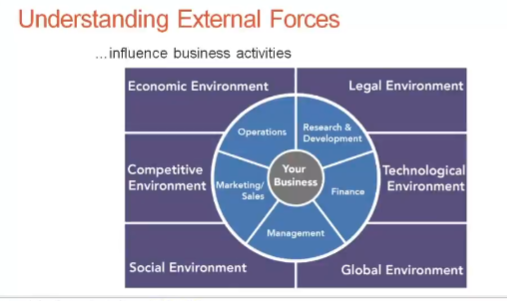 Understanding External Forces
...influence business activities
Economic Environment
Legal Environment
Operations
Research &
Development
Competitive
Environment
Marketing/
Sales
Your
Business
Finance
Technological
Environment
Management
Social Environment
Global Environment